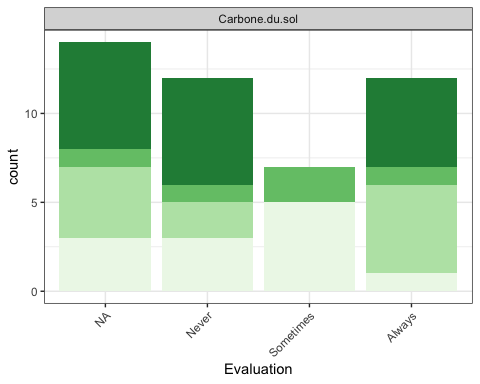 Carbone.du.sol
10
5
0
count
NA
Never
Sometimes
Always
Evaluation